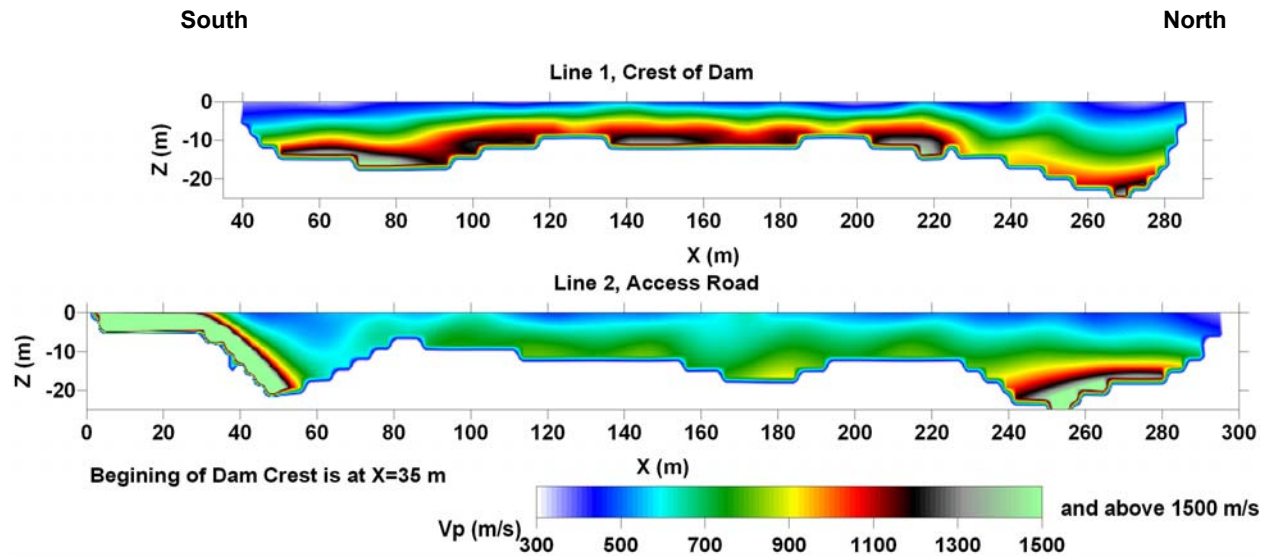 South North
Line 1, Crest of Dam
0
-10
-20
Z (m)
40 60 80 100 120 140 160 180 200 220 240 260 280
X (m)
Line 2, Access Road
0
-10
-20
Z (m)
0 20 40 60 80 100 120 140 160 180 200 220 240 260 280 300
X (m)
Begining of Dam Crest is at X=35 m
and above 1500 m/s
Vp (m/s)
300 500 700 900 1100 1300 1500